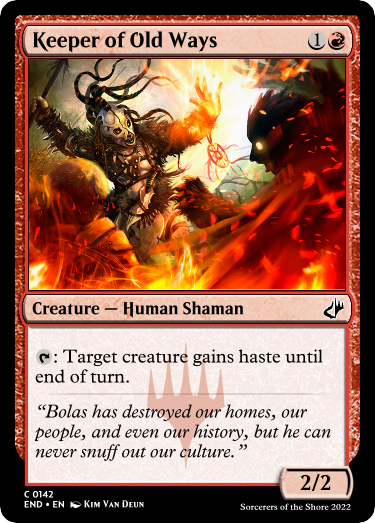 Keeper of Old Ways 1
Creature — Human Shaman
: Target creature gains haste until
end of turn.
“Bolas has destroyed our homes, our
people, and even our history, but he can
never snuff out our culture.”
2/2
C 0142
END • EN Kim Van Deun
Sorcerers of the Shore 2022